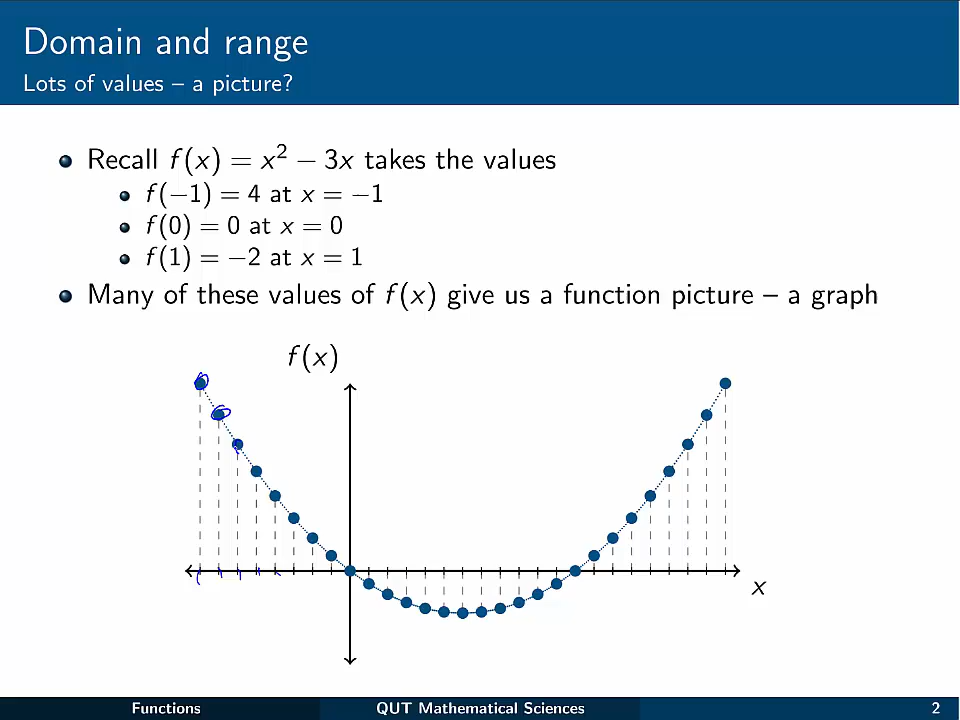 Domain and range
Lots of values – a picture?
Recall f(x) = x² − 3x takes the values
f(−1) = 4 at x = −1
f(0) = 0 at x = 0
f(1) = −2 at x = 1
Many of these values of f(x) give us a function picture – a graph
f(x)
x
Functions
QUT Mathematical Sciences
2